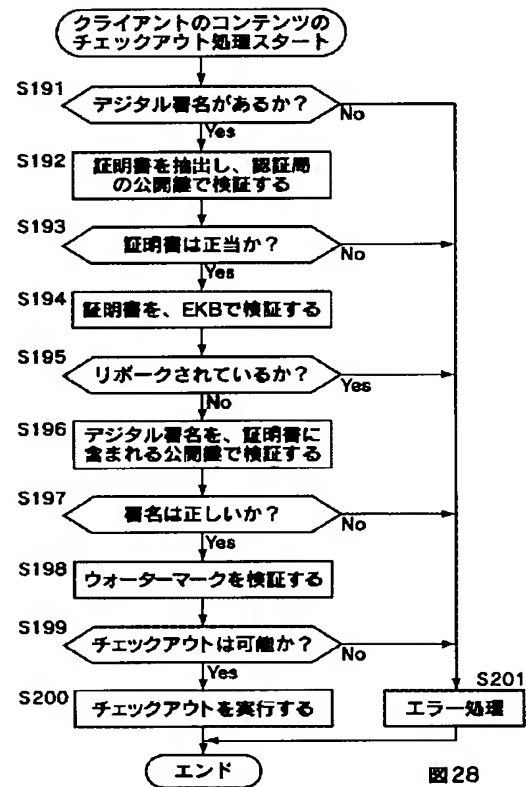 クライアントのコンテンツの
チェックアウト処理スタート
S191
デジタル署名があるか？
No
Yes
S192
証明書を抽出し、認証局
の公開鍵で検証する
S193
証明書は正当か？
No
Yes
S194
証明書を、EKBで検証する
S195
リボークされているか？
Yes
No
S196
デジタル署名を、証明書に
含まれる公開鍵で検証する
S197
署名は正しいか？
No
Yes
S198
ウォーターマークを検証する
S199
チェックアウトは可能か？
No
Yes
S200
チェックアウトを実行する
S201
エラー処理
エンド
図28